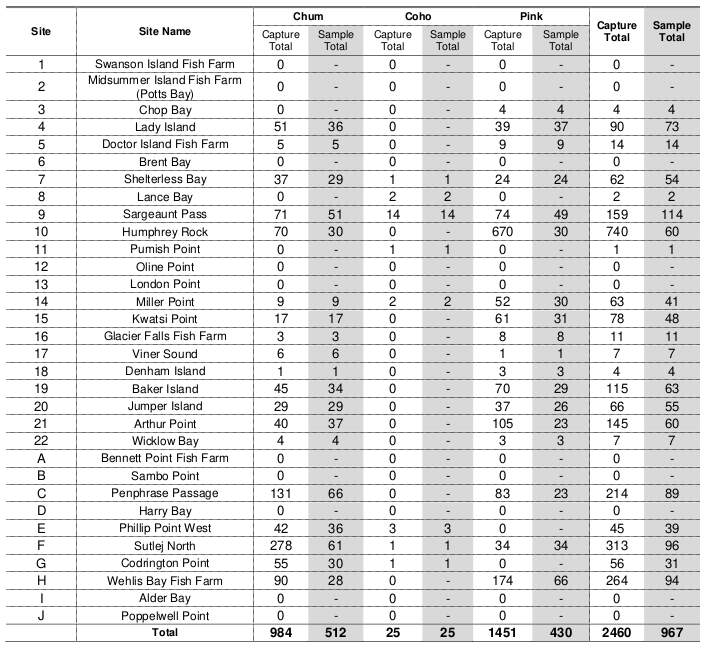 Site Site Name Chum Coho Pink Capture Total Sample Total
Capture Total Sample Total Capture Total Sample Total Capture Total Sample Total
1 Swanson Island Fish Farm 0 - 0 - 0 - 0 -
2 Midsummer Island Fish Farm (Potts Bay) 0 - 0 - 0 - 0 -
3 Chop Bay 0 - 0 - 4 4 4 4
4 Lady Island 51 36 0 - 39 37 90 73
5 Doctor Island Fish Farm 5 5 0 - 9 9 14 14
6 Brent Bay 0 - 0 - 0 - 0 -
7 Shelterless Bay 37 29 1 1 24 24 62 54
8 Lance Bay 0 - 2 2 0 - 2 2
9 Sargeaunt Pass 71 51 14 14 74 49 159 114
10 Humphrey Rock 70 30 0 - 670 30 740 60
11 Pumish Point 0 - 1 1 0 - 1 1
12 Oline Point 0 - 0 - 0 - 0 -
13 London Point 0 - 0 - 0 - 0 -
14 Miller Point 9 9 2 2 52 30 63 41
15 Kwatsi Point 17 17 0 - 61 31 78 48
16 Glacier Falls Fish Farm 3 3 0 - 8 8 11 11
17 Viner Sound 6 6 0 - 1 1 7 7
18 Denham Island 1 1 0 - 3 3 4 4
19 Baker Island 45 34 0 - 70 29 115 63
20 Jumper Island 29 29 0 - 37 26 66 55
21 Arthur Point 40 37 0 - 105 23 145 60
22 Wicklow Bay 4 4 0 - 3 3 7 7
A Bennett Point Fish Farm 0 - 0 - 0 - 0 -
B Sambo Point 0 - 0 - 0 - 0 -
C Penphrase Passage 131 66 0 - 83 23 214 89
D Harry Bay 0 - 0 - 0 - 0 -
E Phillip Point West 42 36 3 3 0 - 45 39
F Sutlej North 278 61 1 1 34 34 313 96
G Codrington Point 55 30 1 1 0 - 56 31
H Wehlis Bay Fish Farm 90 28 0 - 174 66 264 94
I Alder Bay 0 - 0 - 0 - 0 -
J Poppelwell Point 0 - 0 - 0 - 0 -
Total 984 512 25 25 1451 430 2460 967